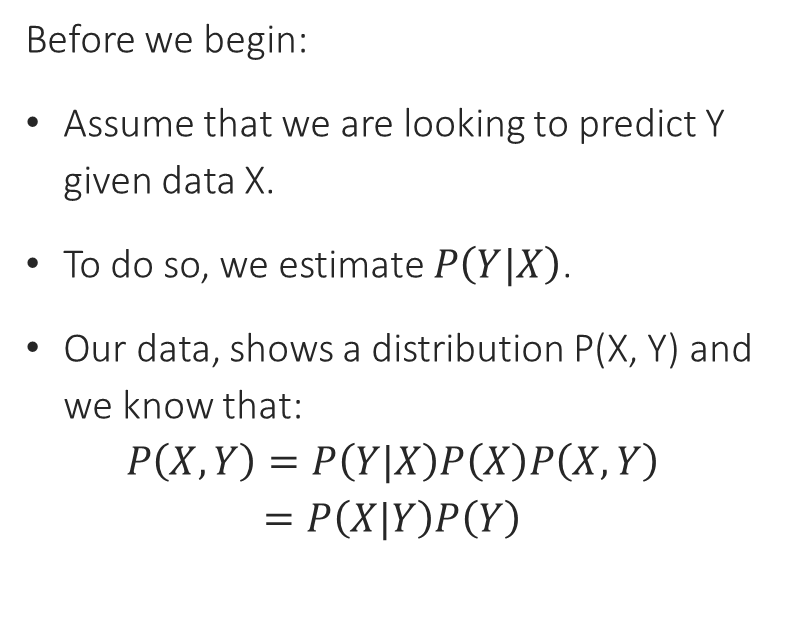 Before we begin:
• Assume that we are looking to predict Y
given data X.
• To do so, we estimate P(Y|X).
• Our data, shows a distribution P(X, Y) and
we know that:
P(X,Y) = P(Y|X)P(X)P(X,Y)
= P(X|Y)P(Y)